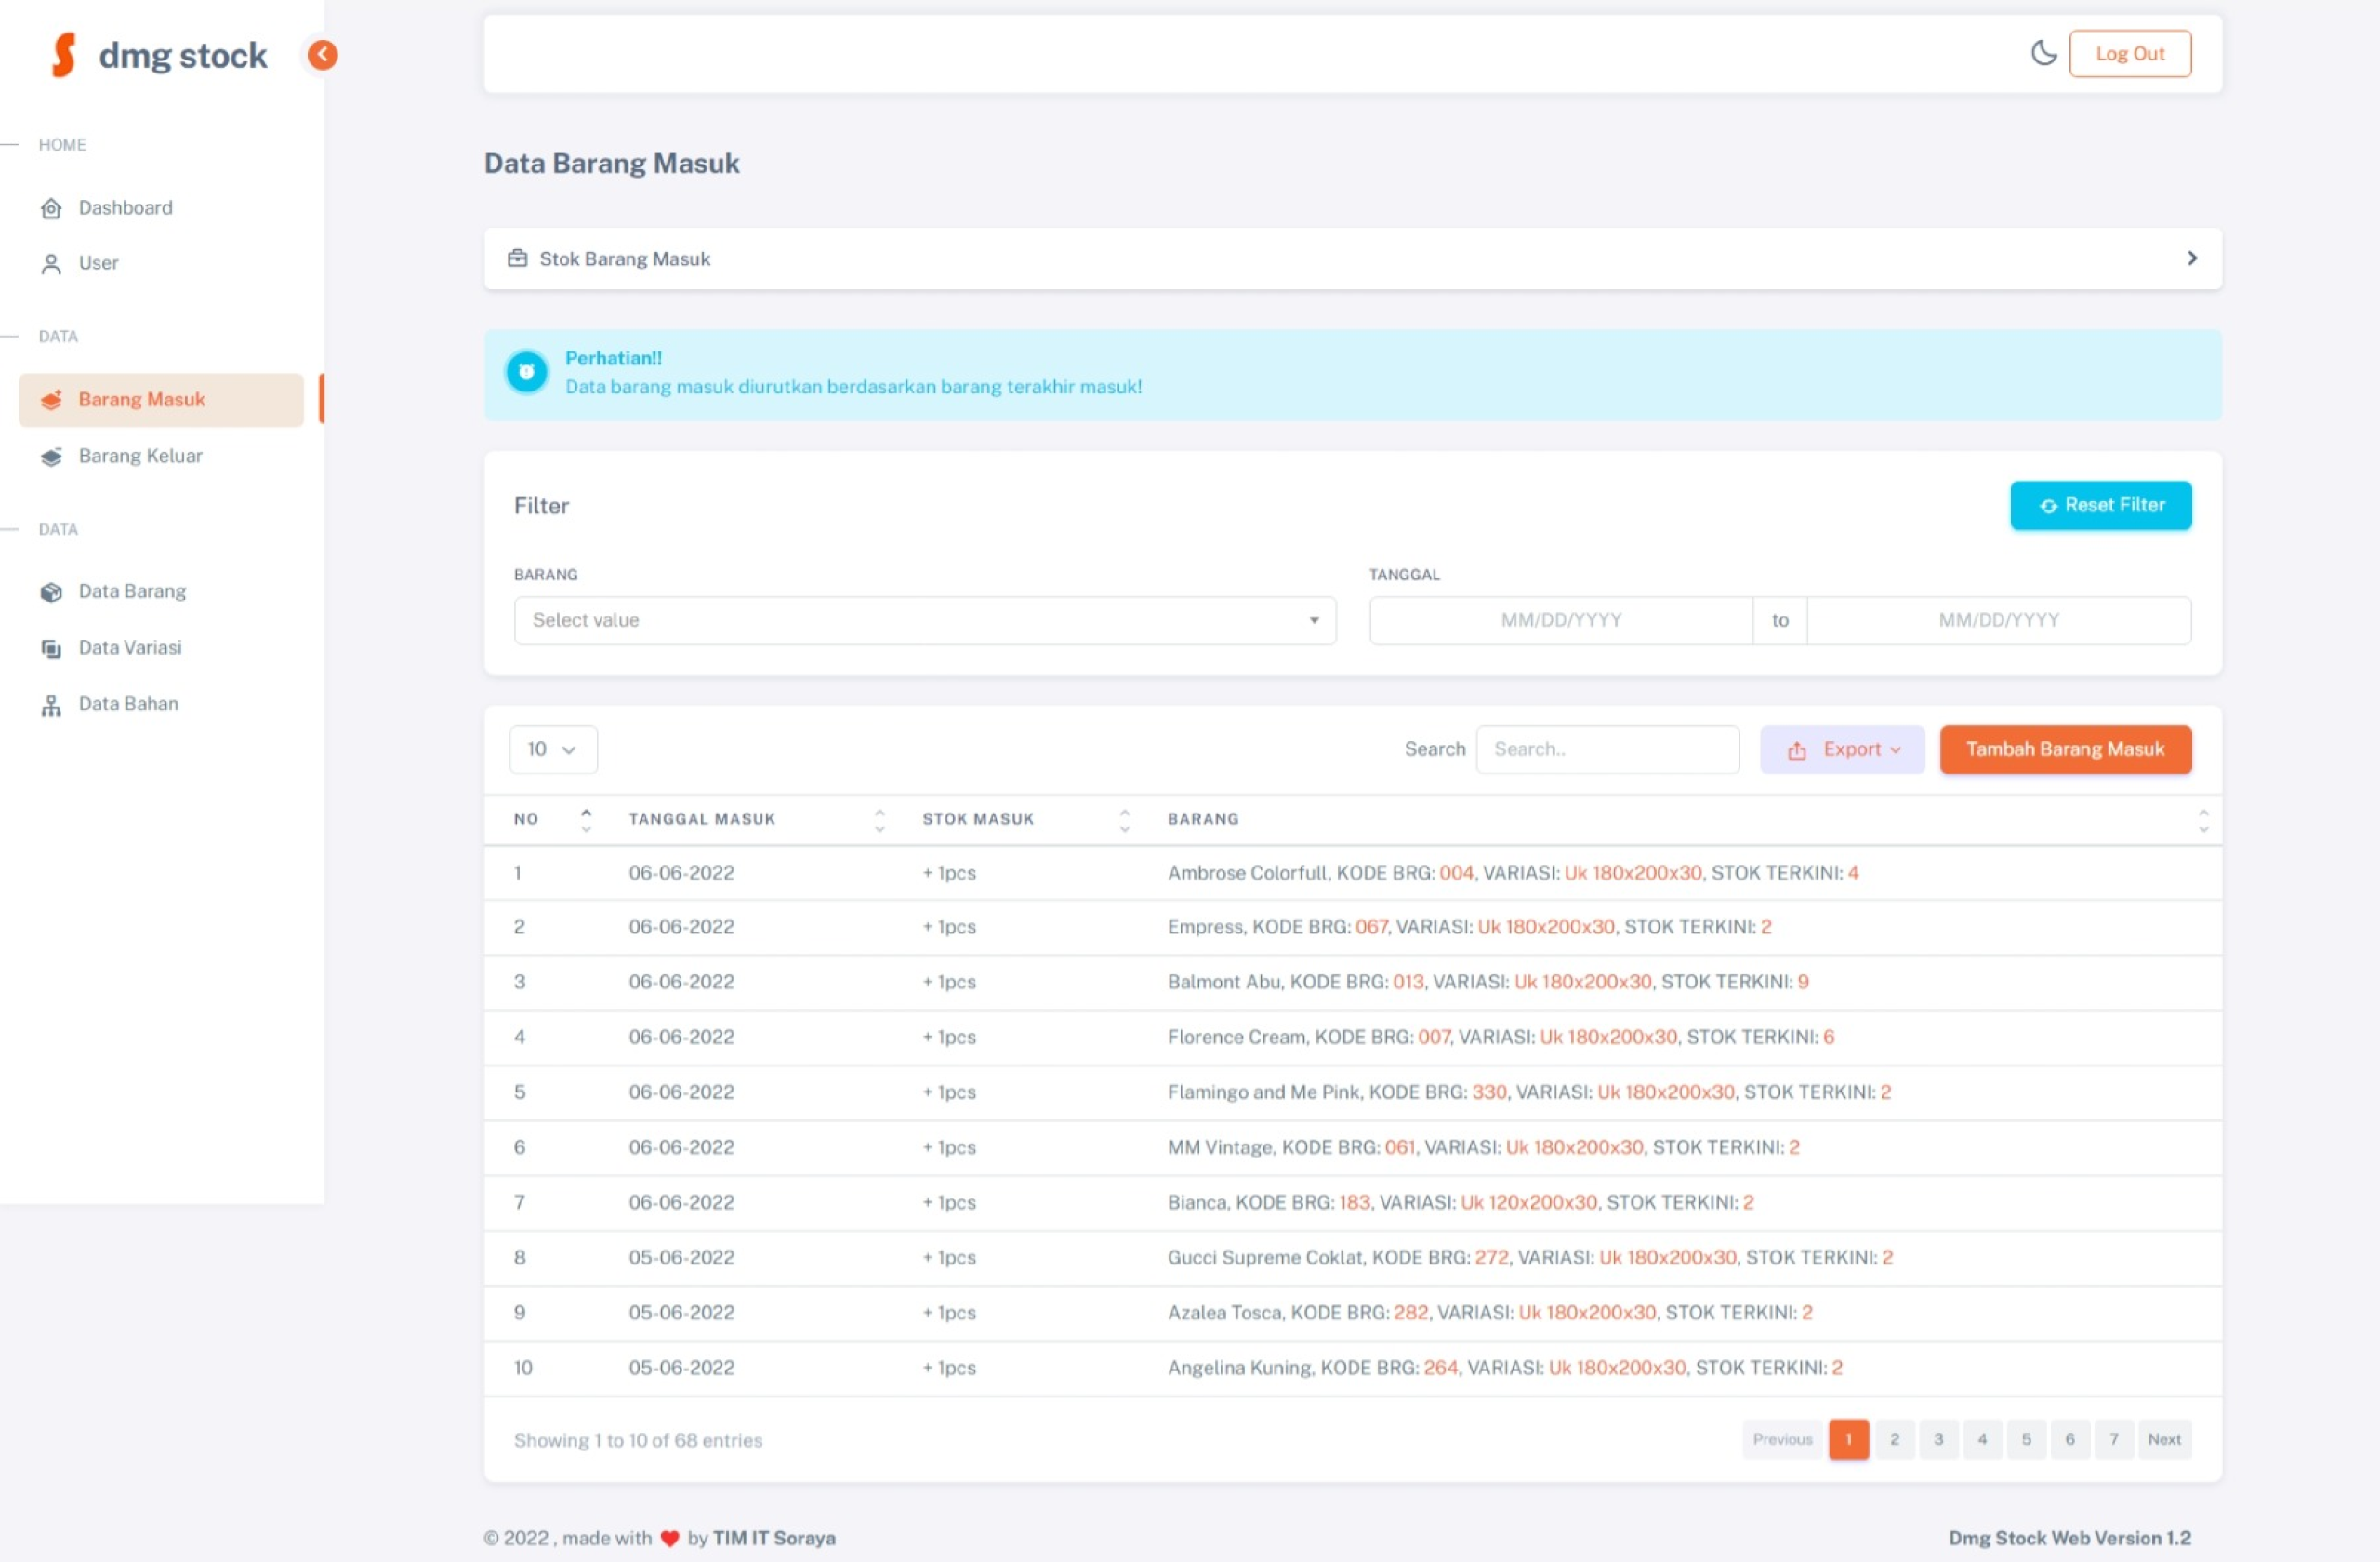 dmg stock
Log Out
HOME
Dashboard
User
DATA
Barang Masuk
Barang Keluar
DATA
Data Barang
Data Variasi
Data Bahan
Data Barang Masuk
Stok Barang Masuk
Perhatian!!
Data barang masuk diurutkan berdasarkan barang terakhir masuk!
Filter
Reset Filter
BARANG
TANGGAL
Select value
MM/DD/YYYY to MM/DD/YYYY
10 Search Search.. Export Tambah Barang Masuk
NO TANGGAL MASUK STOK MASUK BARANG
1 06-06-2022 + 1pcs Ambrose Colorfull, KODE BRG: 004, VARIASI: Uk 180x200x30, STOK TERKINI: 4
2 06-06-2022 + 1pcs Empress, KODE BRG: 067, VARIASI: Uk 180x200x30, STOK TERKINI: 2
3 06-06-2022 + 1pcs Balmont Abu, KODE BRG: 013, VARIASI: Uk 180x200x30, STOK TERKINI: 9
4 06-06-2022 + 1pcs Florence Cream, KODE BRG: 007, VARIASI: Uk 180x200x30, STOK TERKINI: 6
5 06-06-2022 + 1pcs Flamingo and Me Pink, KODE BRG: 330, VARIASI: Uk 180x200x30, STOK TERKINI: 2
6 06-06-2022 + 1pcs MM Vintage, KODE BRG: 061, VARIASI: Uk 180x200x30, STOK TERKINI: 2
7 06-06-2022 + 1pcs Bianca, KODE BRG: 183, VARIASI: Uk 120x200x30, STOK TERKINI: 2
8 05-06-2022 + 1pcs Gucci Supreme Coklat, KODE BRG: 272, VARIASI: Uk 180x200x30, STOK TERKINI: 2
9 05-06-2022 + 1pcs Azalea Tosca, KODE BRG: 282, VARIASI: Uk 180x200x30, STOK TERKINI: 2
10 05-06-2022 + 1pcs Angelina Kuning, KODE BRG: 264, VARIASI: Uk 180x200x30, STOK TERKINI: 2
Showing 1 to 10 of 68 entries
Previous 1 2 3 4 5 6 7 Next
© 2022 , made with ❤ by TIM IT Soraya
Dmg Stock Web Version 1.2